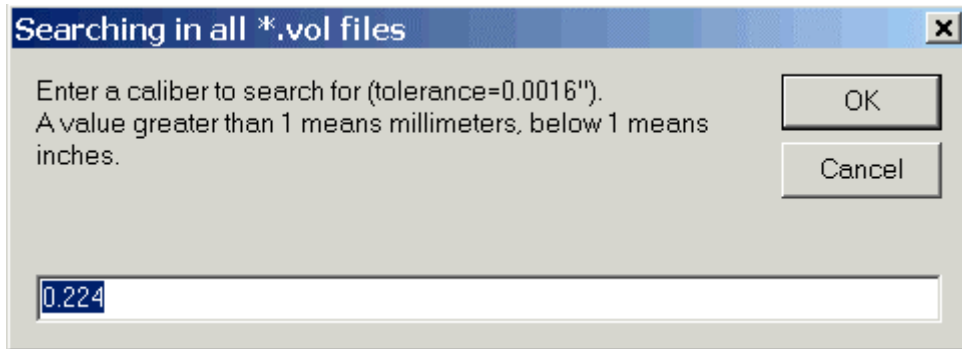 Searching in all *.vol files
Enter a caliber to search for (tolerance=0.0016").
A value greater than 1 means millimeters, below 1 means
inches.
OK
Cancel
0.224